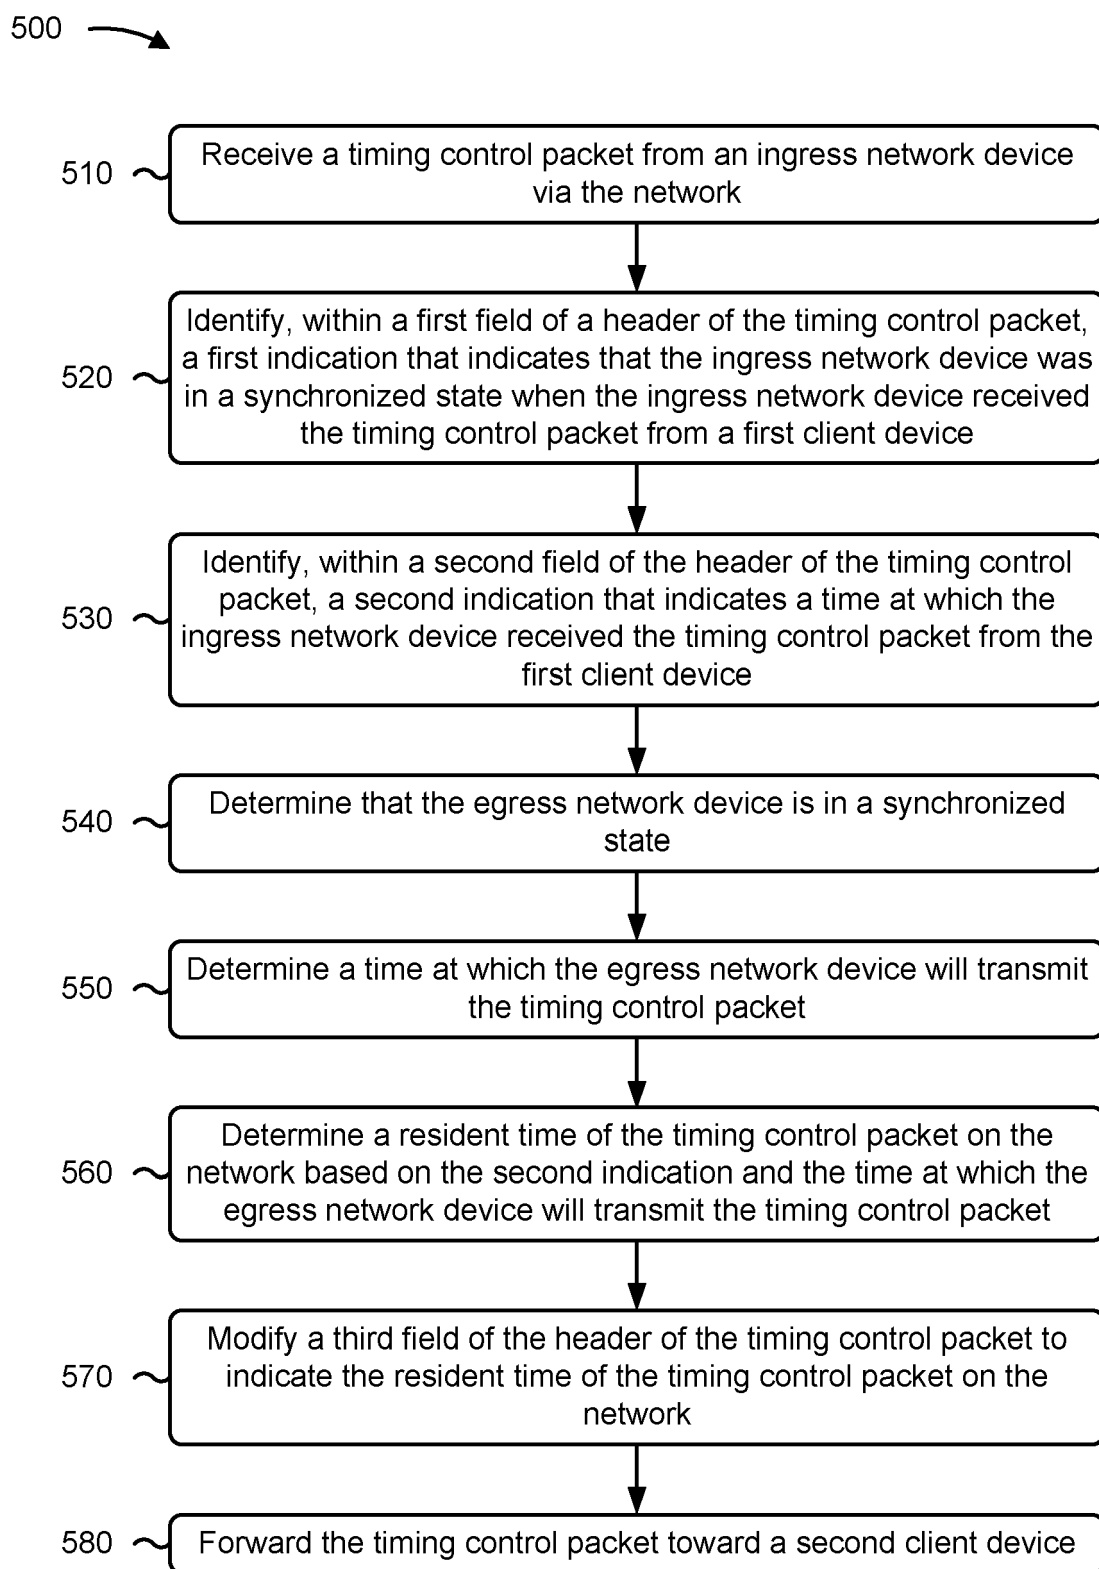 500
510
Receive a timing control packet from an ingress network device
via the network
520
Identify, within a first field of a header of the timing control packet,
a first indication that indicates that the ingress network device was
in a synchronized state when the ingress network device received
the timing control packet from a first client device
530
Identify, within a second field of the header of the timing control
packet, a second indication that indicates a time at which the
ingress network device received the timing control packet from the
first client device
540
Determine that the egress network device is in a synchronized
state
550
Determine a time at which the egress network device will transmit
the timing control packet
560
Determine a resident time of the timing control packet on the
network based on the second indication and the time at which the
egress network device will transmit the timing control packet
570
Modify a third field of the header of the timing control packet to
indicate the resident time of the timing control packet on the
network
580
Forward the timing control packet toward a second client device